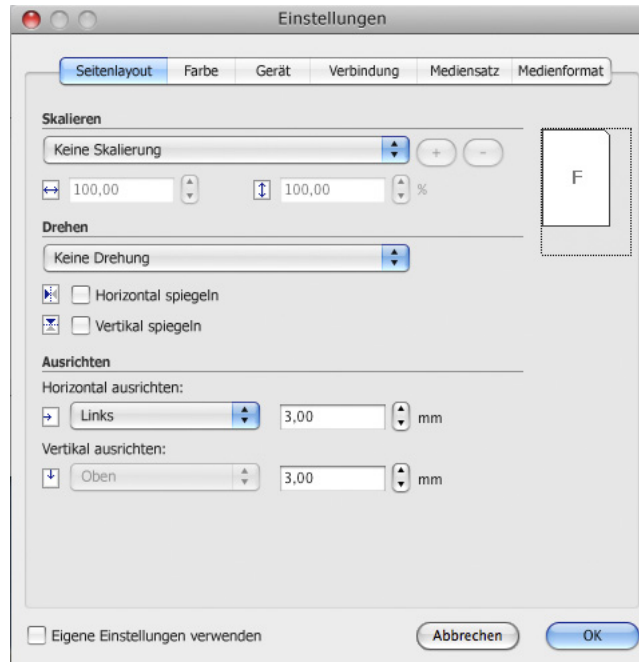 Einstellungen
Seitenlayout Farbe Gerät Verbindung Mediensatz Medienformat
Skalieren
Keine Skalierung + -
100,00 100,00 %
F
Drehen
Keine Drehung
Horizontal spiegeln
Vertikal spiegeln
Ausrichten
Horizontal ausrichten:
Links 3,00 mm
Vertikal ausrichten:
Oben 3,00 mm
Eigene Einstellungen verwenden Abbrechen OK